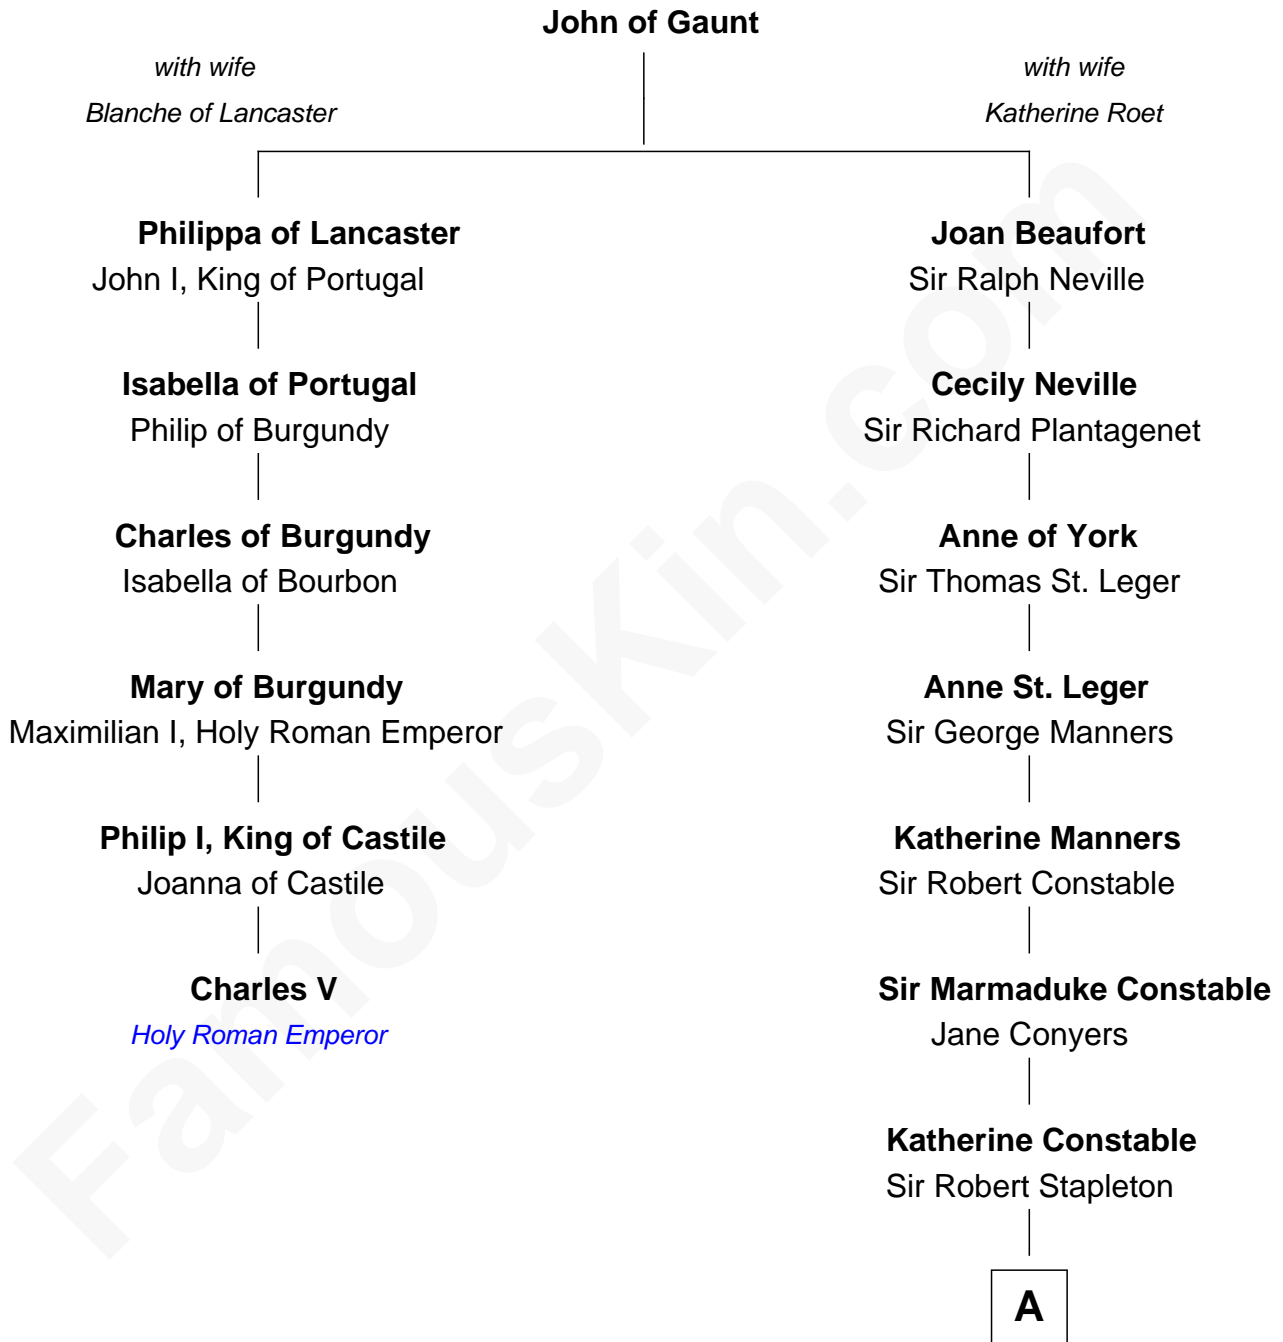 John of Gaunt
with wife
Blanche of Lancaster
with wife
Katherine Roet
Philippa of Lancaster
John I, King of Portugal
Isabella of Portugal
Philip of Burgundy
Charles of Burgundy
Isabella of Bourbon
Mary of Burgundy
Maximilian I, Holy Roman Emperor
Philip I, King of Castile
Joanna of Castile
Charles V
Holy Roman Emperor
Joan Beaufort
Sir Ralph Neville
Cecily Neville
Sir Richard Plantagenet
Anne of York
Sir Thomas St. Leger
Anne St. Leger
Sir George Manners
Katherine Manners
Sir Robert Constable
Sir Marmaduke Constable
Jane Conyers
Katherine Constable
Sir Robert Stapleton
A
FamousKin.com